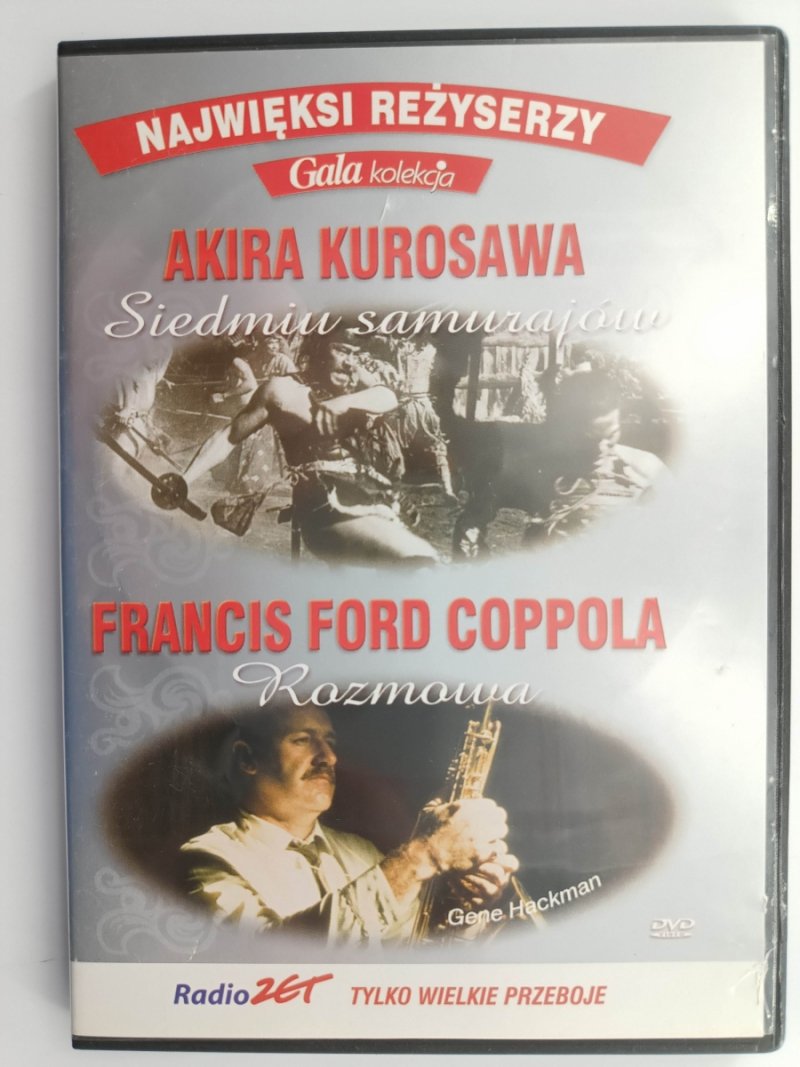 NAJWIĘKSI REŻYSERZY
Gala kolekcja
AKIRA KUROSAWA
Siedmiu samurajów
FRANCIS FORD COPPOLA
Rozmowa
Gene Hackman
DVD
VIDEO
Radio ZET TYLKO WIELKIE PRZEBOJE